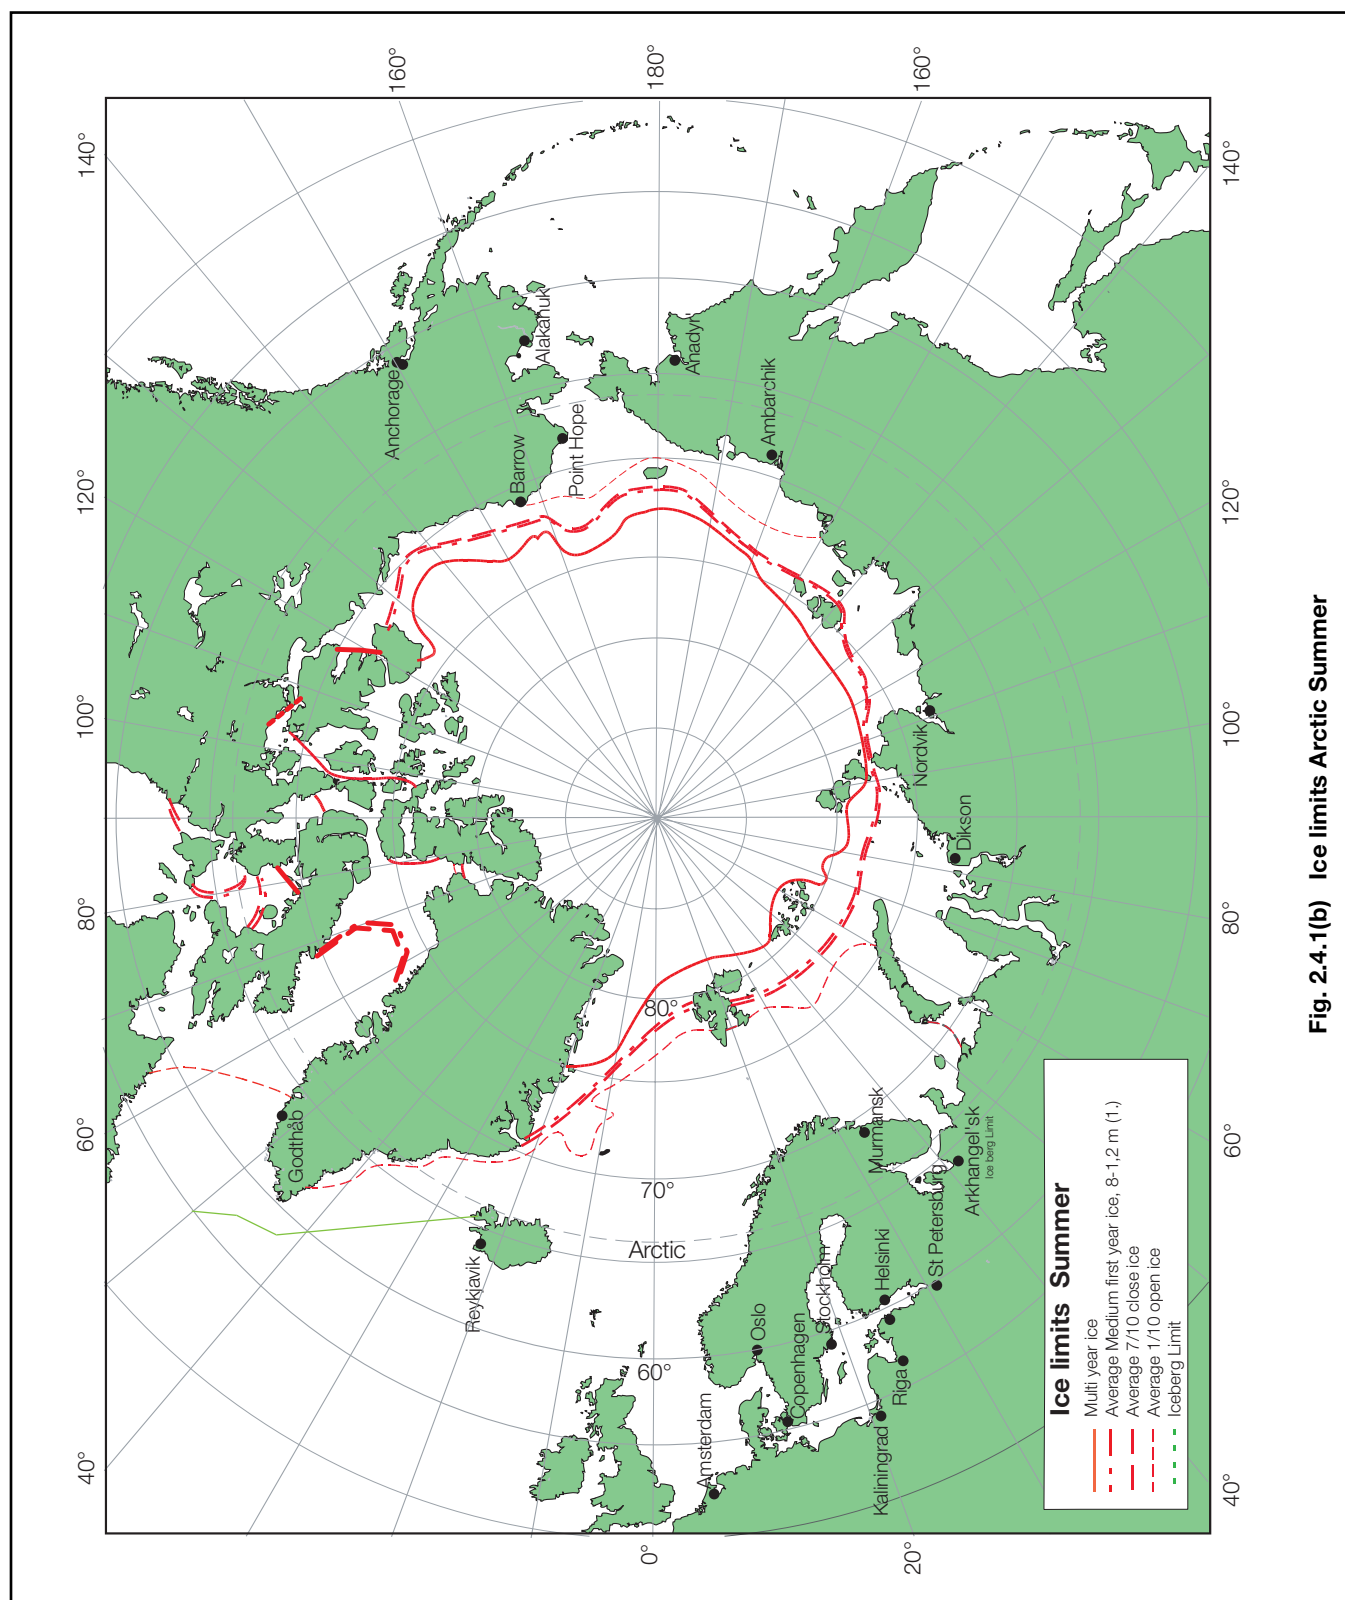 160°
180°
160°
140°
140°
120°
120°
100°
100°
80°
80°
60°
60°
40°
40°
0°
20°
Anchorage
Alakanuk
Barrow
Point Hope
Anadyr'
Ambarchik
Nordvik
Dikson
80°
Godthåb
Reykjavik
70°
Arctic
60°
Murmansk
Arkhangel'sk
Ice berg Limit
St Petersburg
Helsinki
Stockholm
Oslo
Copenhagen
Riga
Amsterdam
Kaliningrad
Ice limits Summer
Multi year ice
Average Medium first year ice, 8-1,2 m (1.)
Average 7/10 close ice
Average 1/10 open ice
Iceberg Limit
Fig. 2.4.1(b) Ice limits Arctic Summer